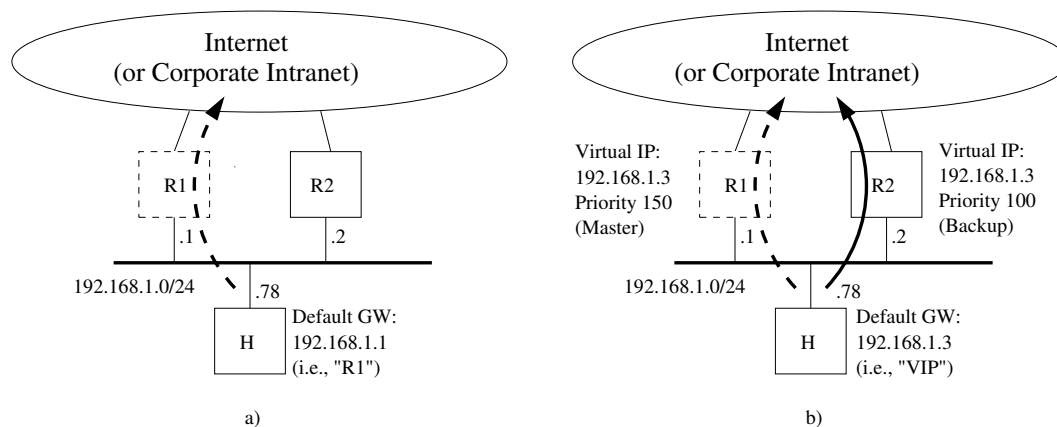 Internet
(or Corporate Intranet)
R1
R2
.1
.2
192.168.1.0/24
.78
H
Default GW:
192.168.1.1
(i.e., "R1")
a)
Internet
(or Corporate Intranet)
Virtual IP:
192.168.1.3
Priority 150
(Master)
R1
R2
Virtual IP:
192.168.1.3
Priority 100
(Backup)
.1
.2
192.168.1.0/24
.78
H
Default GW:
192.168.1.3
(i.e., "VIP")
b)